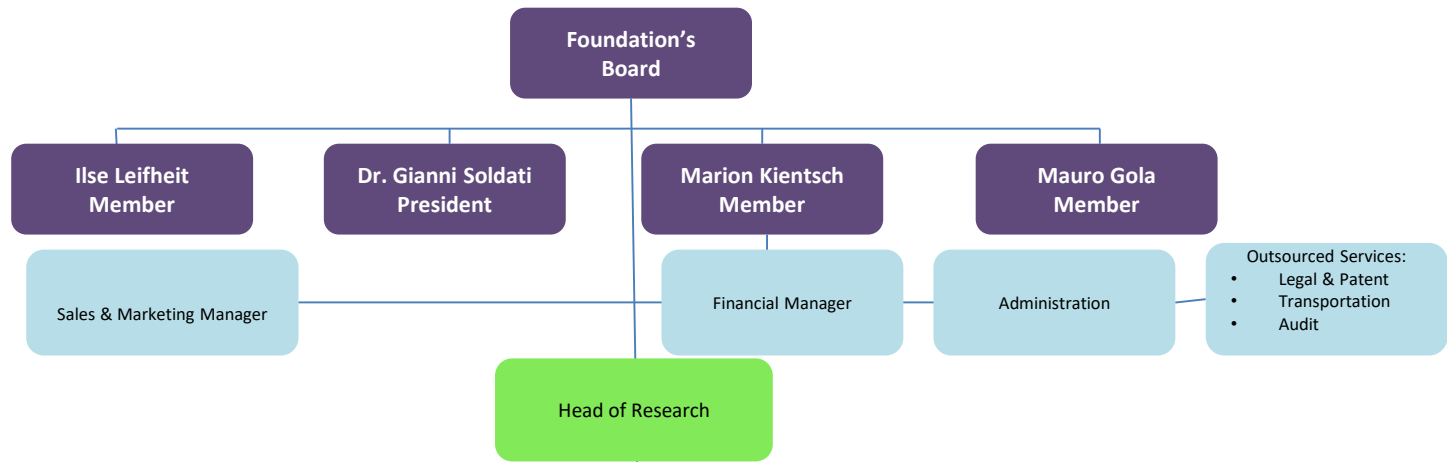 Foundation's
Board
Ilse Leifheit
Member
Dr. Gianni Soldati
President
Marion Kientsch
Member
Mauro Gola
Member
Sales & Marketing Manager
Financial Manager
Administration
Outsourced Services:
• Legal & Patent
• Transportation
• Audit
Head of Research